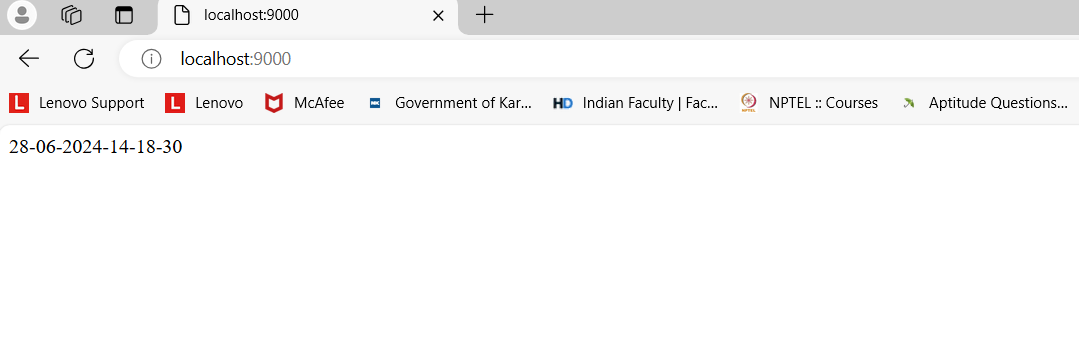 localhost:9000
localhost:9000
L Lenovo Support L Lenovo McAfee Government of Kar... HD Indian Faculty | Fac... NPTEL :: Courses Aptitude Questions...
28-06-2024-14-18-30